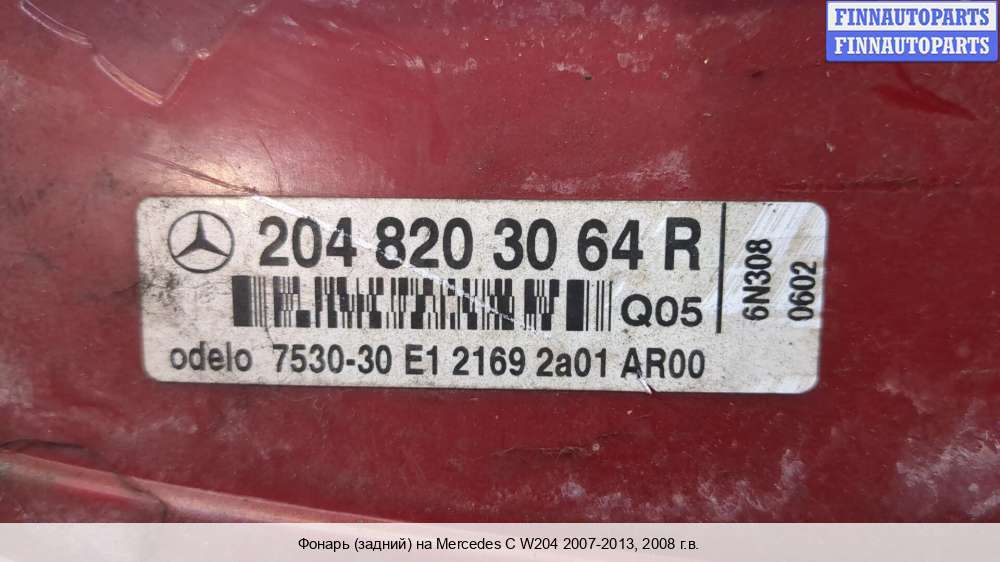 FINNAUTOPARTS
FINNAUTOPARTS
204 820 30 64 R
Q05
6N308
0602
odelo 7530-30 E1 2169 2a01 AR00
Фонарь (задний) на Mercedes C W204 2007-2013, 2008 г.в.